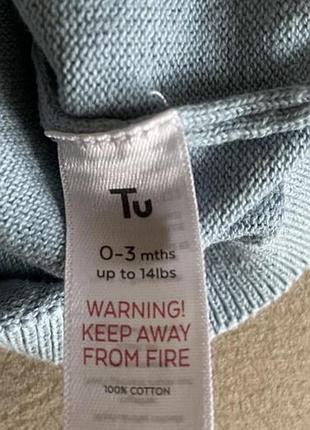 Tu
0-3 mths
up to 14lbs
WARNING!
KEEP AWAY
FROM FIRE
100% COTTON